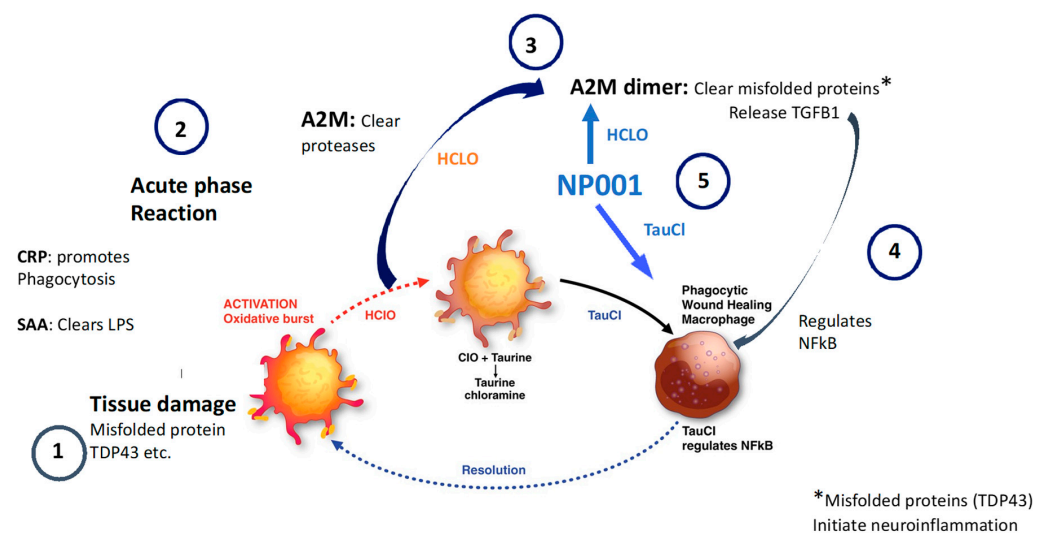 3
A2M dimer: Clear misfolded proteins*
Release TGFB1
2
A2M: Clear
proteases
HCLO
HCLO
NP001
5
Acute phase
Reaction
TauCl
4
CRP: promotes
Phagocytosis
SAA: Clears LPS
ACTIVATION
Oxidative burst
HClO
TauCl
Phagocytic
Wound Healing
Macrophage
Regulates
NFkB
ClO + Taurine
Taurine
chloramine
Tissue damage
1
Misfolded protein
TDP43 etc.
TauCl
regulates NFkB
Resolution
*Misfolded proteins (TDP43)
Initiate neuroinflammation